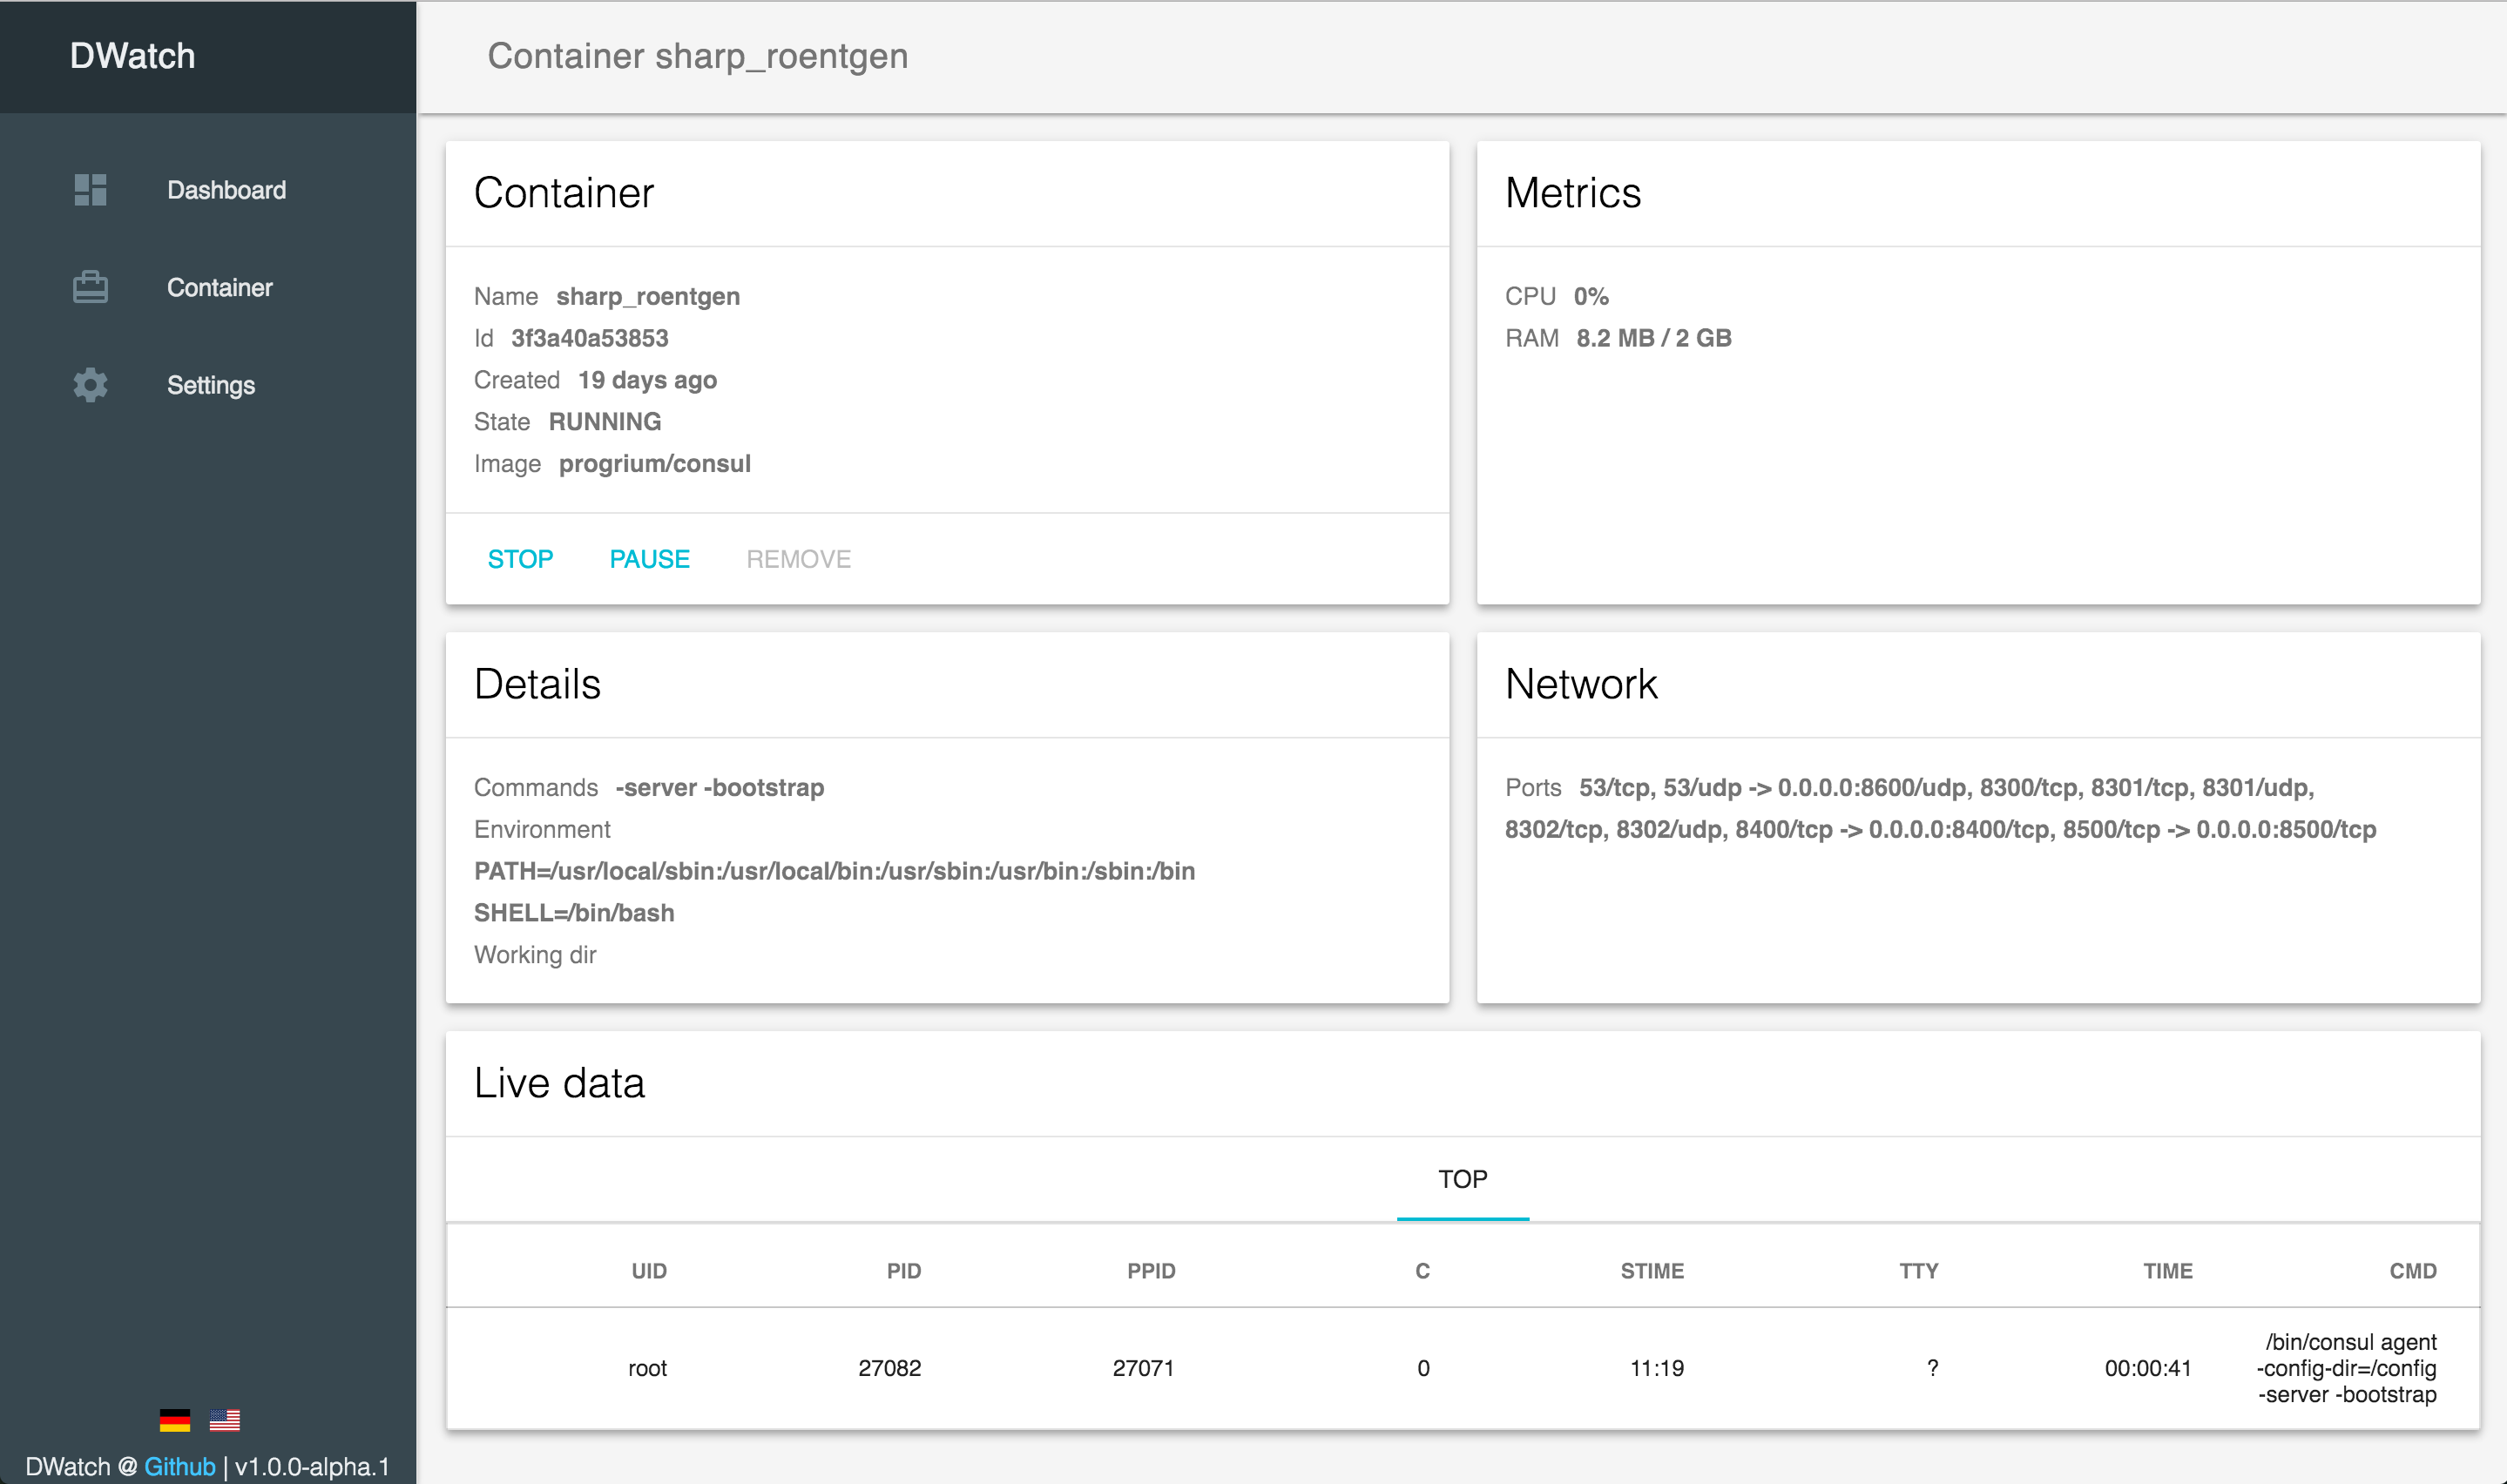 DWatch
Container sharp_roentgen
Dashboard
Container
Settings
Container
Name sharp_roentgen
Id 3f3a40a53853
Created 19 days ago
State RUNNING
Image progrium/consul
STOP PAUSE REMOVE
Metrics
CPU 0%
RAM 8.2 MB / 2 GB
Details
Commands -server -bootstrap
Environment
PATH=/usr/local/sbin:/usr/local/bin:/usr/sbin:/usr/bin:/sbin:/bin
SHELL=/bin/bash
Working dir
Network
Ports 53/tcp, 53/udp -> 0.0.0.0:8600/udp, 8300/tcp, 8301/tcp, 8301/udp,
8302/tcp, 8302/udp, 8400/tcp -> 0.0.0.0:8400/tcp, 8500/tcp -> 0.0.0.0:8500/tcp
Live data
TOP
UID PID PPID C STIME TTY TIME CMD
root 27082 27071 0 11:19 ? 00:00:41 /bin/consul agent
-config-dir=/config
-server -bootstrap
DWatch @ Github | v1.0.0-alpha.1